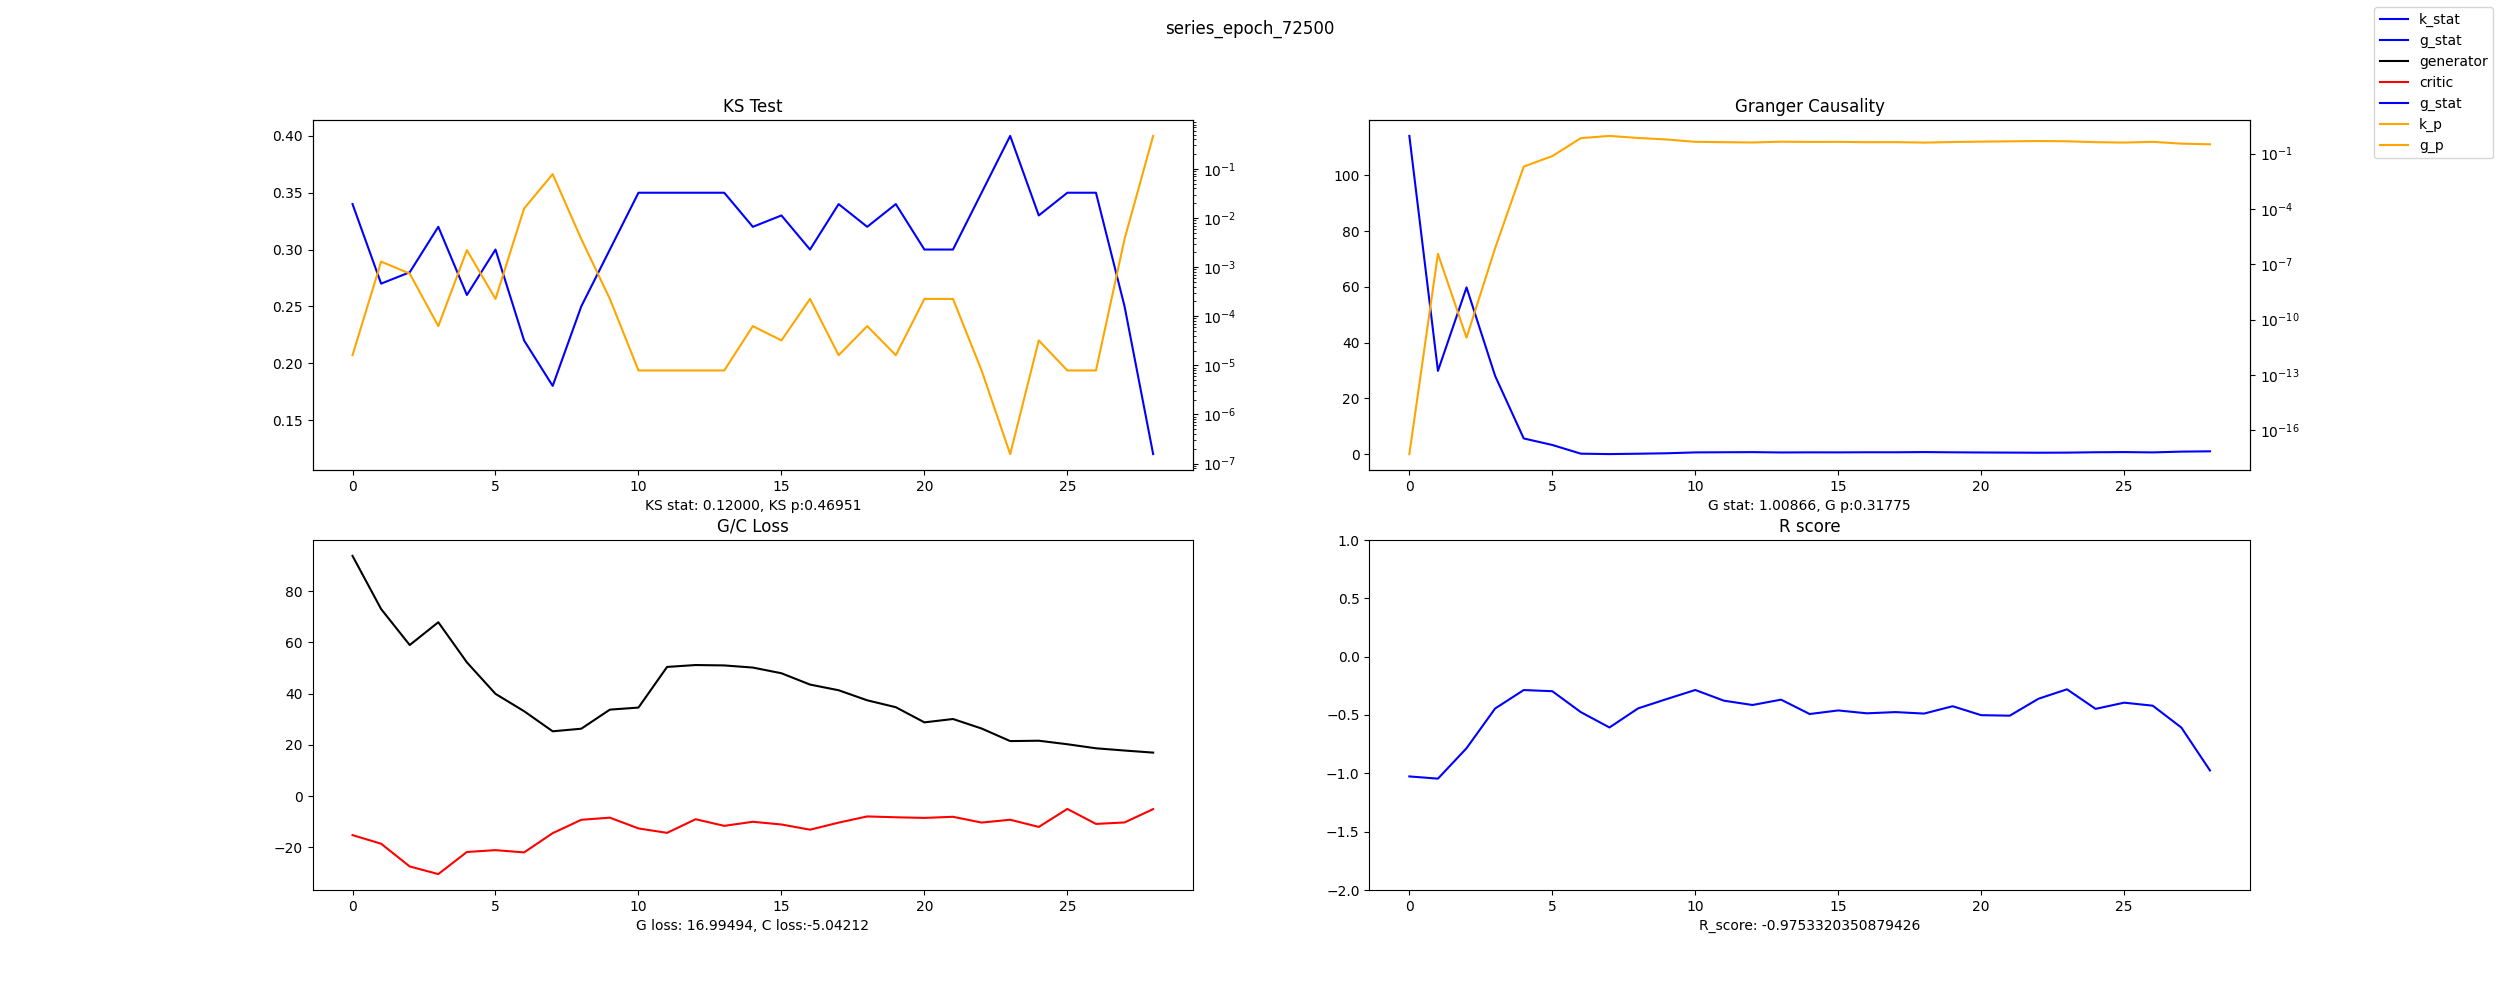 series_epoch_72500
k_stat
g_stat
generator
critic
g_stat
k_p
g_p
KS Test
0.40
0.35
0.30
0.25
0.20
0.15
10⁻¹
10⁻²
10⁻³
10⁻⁴
10⁻⁵
10⁻⁶
10⁻⁷
0 5 10 15 20 25
KS stat: 0.12000, KS p:0.46951
Granger Causality
100
80
60
40
20
0
10⁻¹
10⁻⁴
10⁻⁷
10⁻¹⁰
10⁻¹³
10⁻¹⁶
0 5 10 15 20 25
G stat: 1.00866, G p:0.31775
G/C Loss
80
60
40
20
0
−20
0 5 10 15 20 25
G loss: 16.99494, C loss:-5.04212
R score
1.0
0.5
0.0
−0.5
−1.0
−1.5
−2.0
0 5 10 15 20 25
R_score: -0.9753320350879426